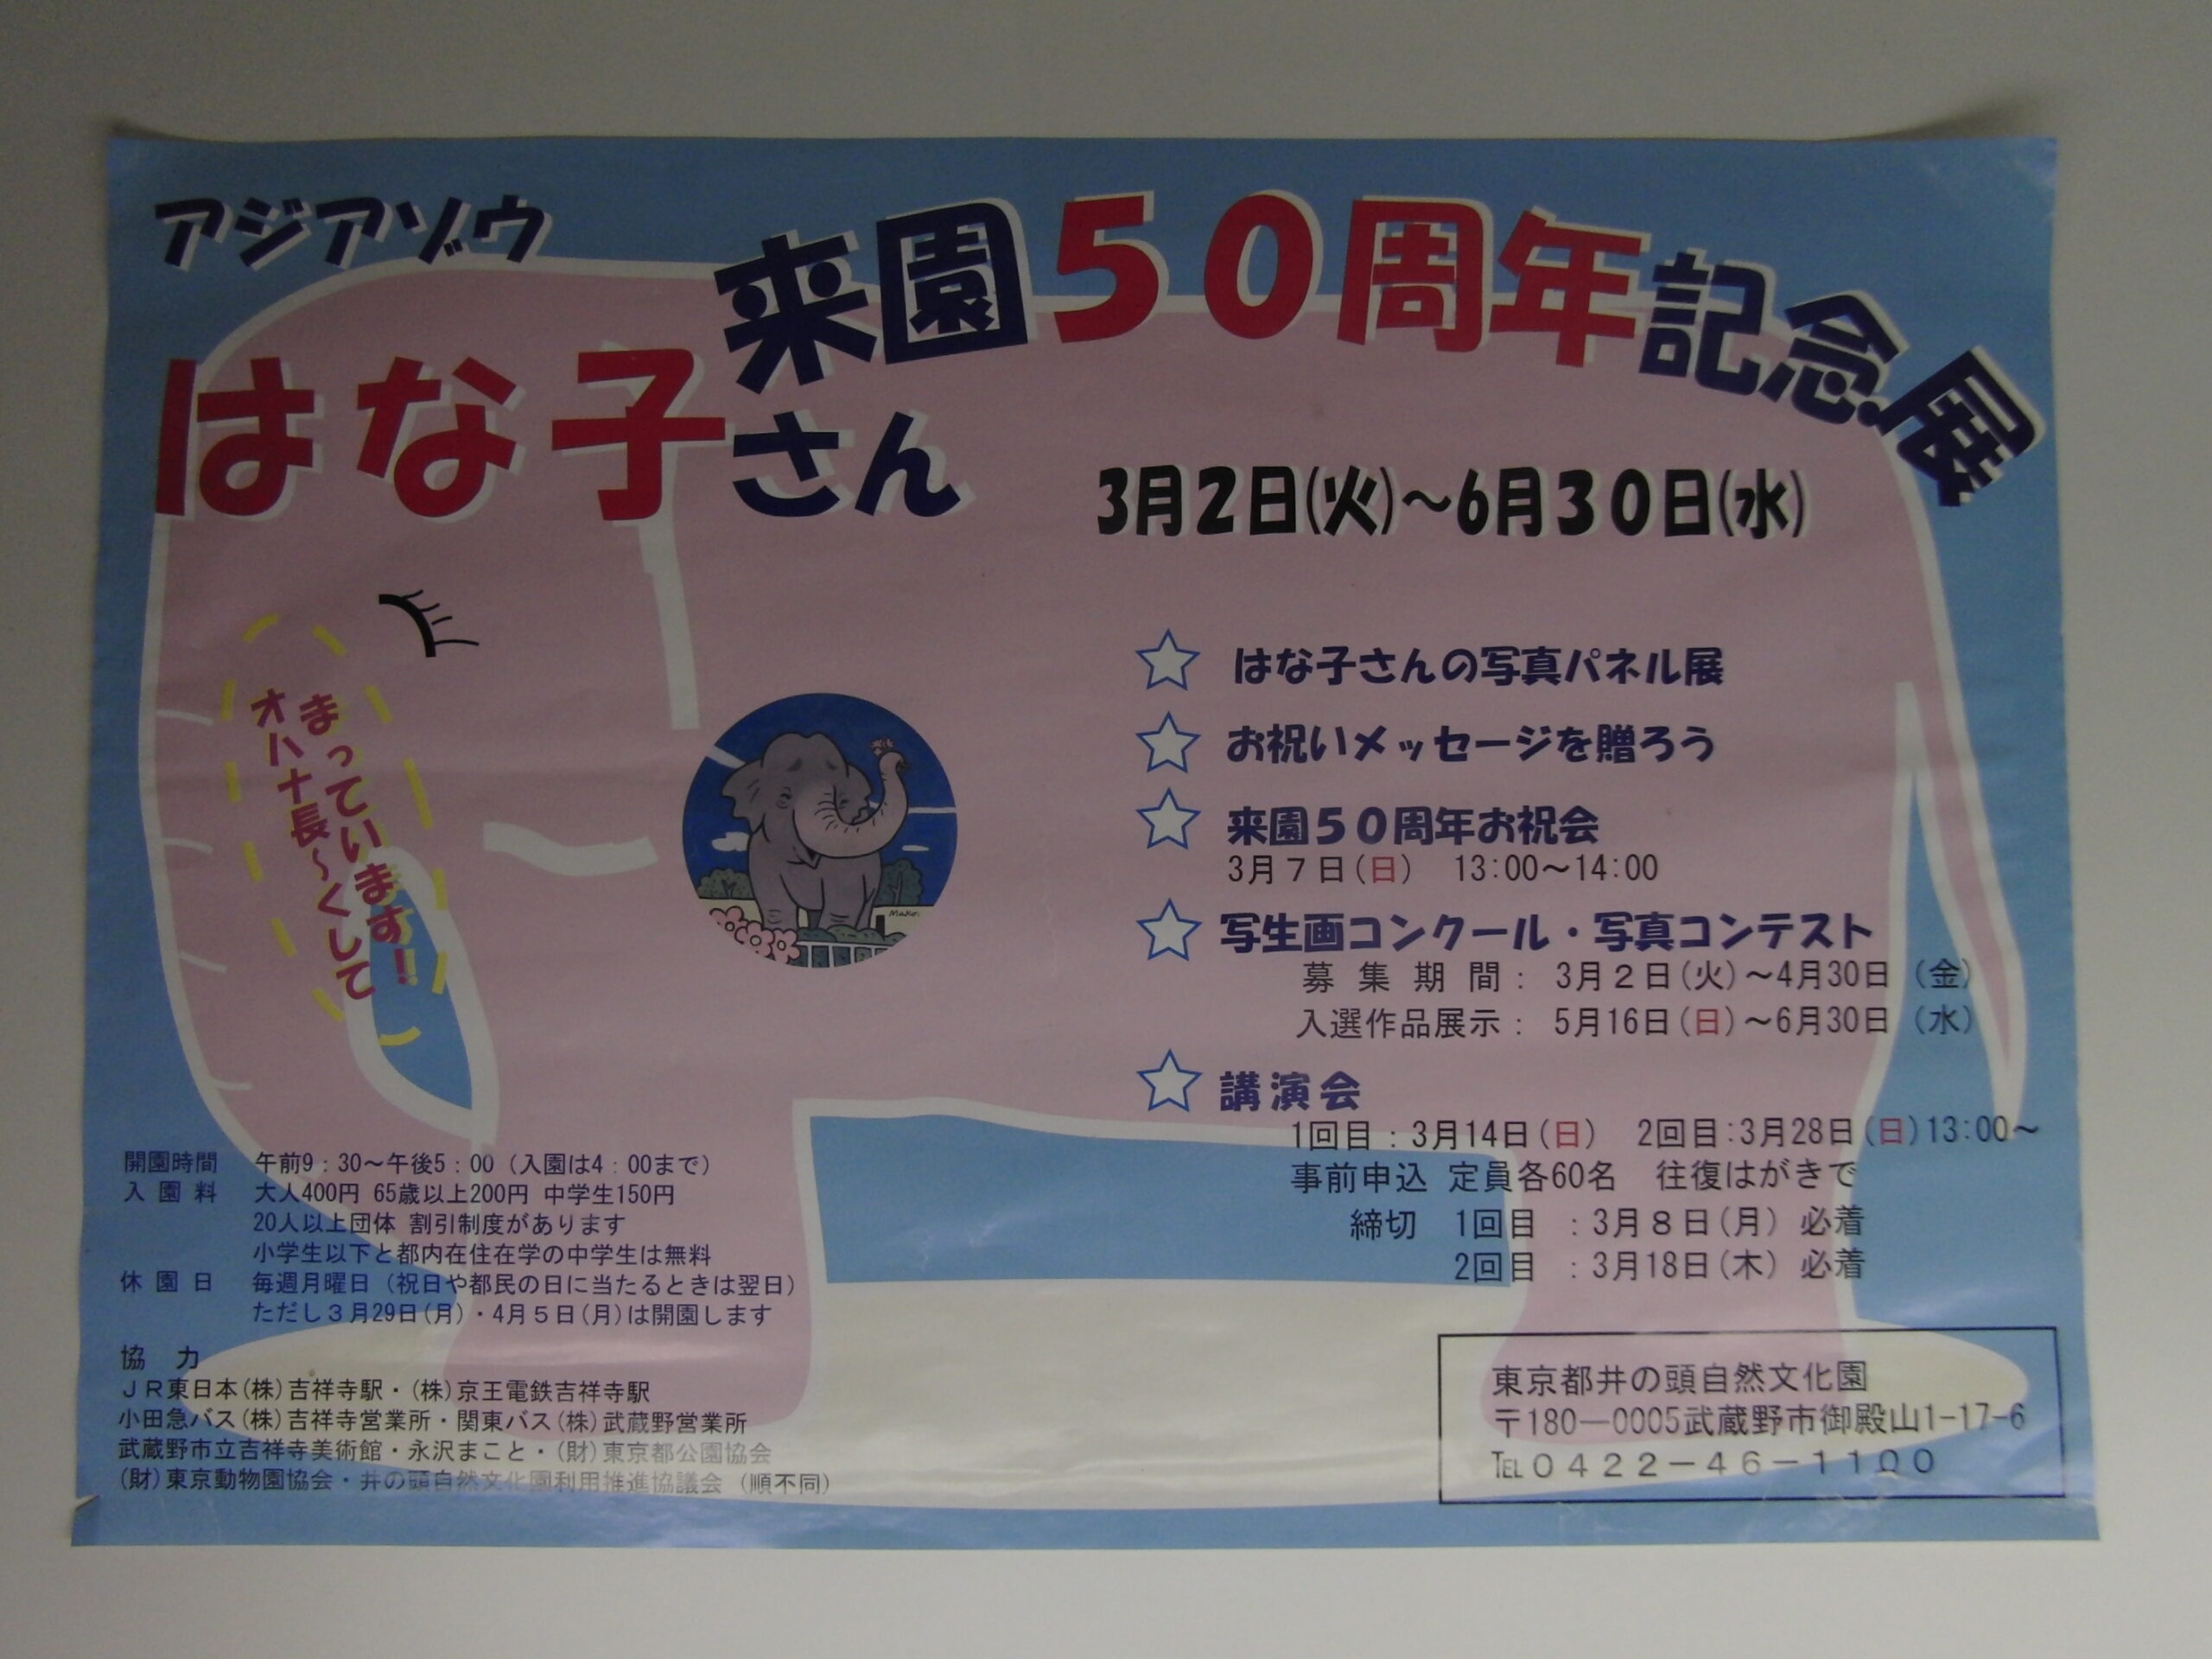 アジアゾウ
はな子さん
来園50周年記念展
3月2日(火)～6月30日(水)
オハナ長～くして
まっています!
Mako.
☆ はな子さんの写真パネル展
☆ お祝いメッセージを贈ろう
☆ 来園50周年お祝会
3月7日(日) 13:00～14:00
☆ 写生画コンクール・写真コンテスト
募集期間: 3月2日(火)～4月30日(金)
入選作品展示: 5月16日(日)～6月30日(水)
☆ 講演会
1回目:3月14日(日) 2回目:3月28日(日)13:00～
事前申込 定員各60名 往復はがきで
締切 1回目 :3月8日(月) 必着
2回目 :3月18日(木) 必着
開園時間 午前9:30～午後5:00(入園は4:00まで)
入園料 大人400円 65歳以上200円 中学生150円
20人以上団体 割引制度があります
小学生以下と都内在住在学の中学生は無料
休園日 毎週月曜日(祝日や都民の日に当たるときは翌日)
ただし3月29日(月)・4月5日(月)は開園します
協力
JR東日本(株)吉祥寺駅・(株)京王電鉄吉祥寺駅
小田急バス(株)吉祥寺営業所・関東バス(株)武蔵野営業所
武蔵野市立吉祥寺美術館・永沢まこと・(財)東京都公園協会
(財)東京動物園協会・井の頭自然文化園利用推進協議会(順不同)
東京都井の頭自然文化園
〒180―0005武蔵野市御殿山1-17-6
TEL0422－46－1100